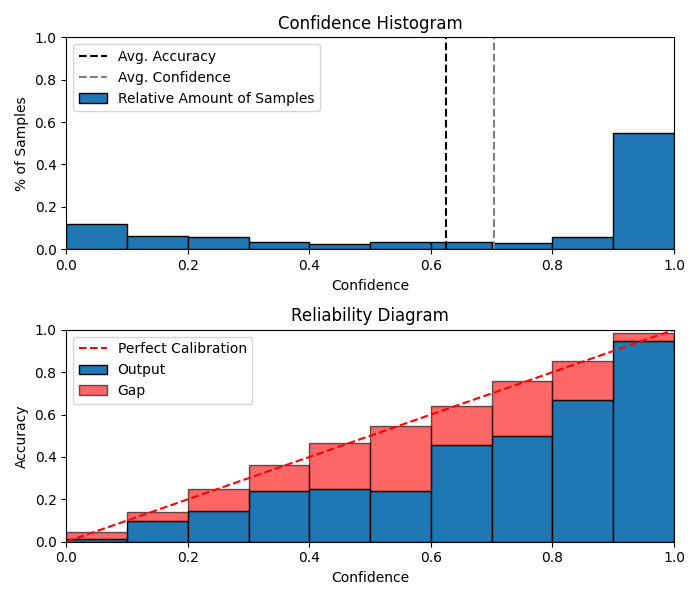 Confidence Histogram
1.0
0.8
0.6
0.4
0.2
0.0
% of Samples
Avg. Accuracy
Avg. Confidence
Relative Amount of Samples
0.0 0.2 0.4 0.6 0.8 1.0
Confidence
Reliability Diagram
1.0
0.8
0.6
0.4
0.2
0.0
Accuracy
Perfect Calibration
Output
Gap
0.0 0.2 0.4 0.6 0.8 1.0
Confidence